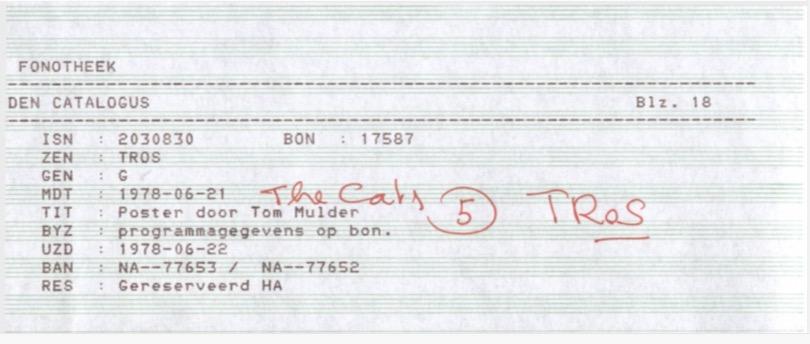 FONOTHEEK
DEN CATALOGUS Blz. 18
ISN : 2030830 BON : 17587
ZEN : TROS
GEN : G
MDT : 1978-06-21 The Cats
TIT : Poster door Tom Mulder 5 TROS
BYZ : programmagegevens op bon.
UZD : 1978-06-22
BAN : NA--77653 / NA--77652
RES : Gereserveerd HA